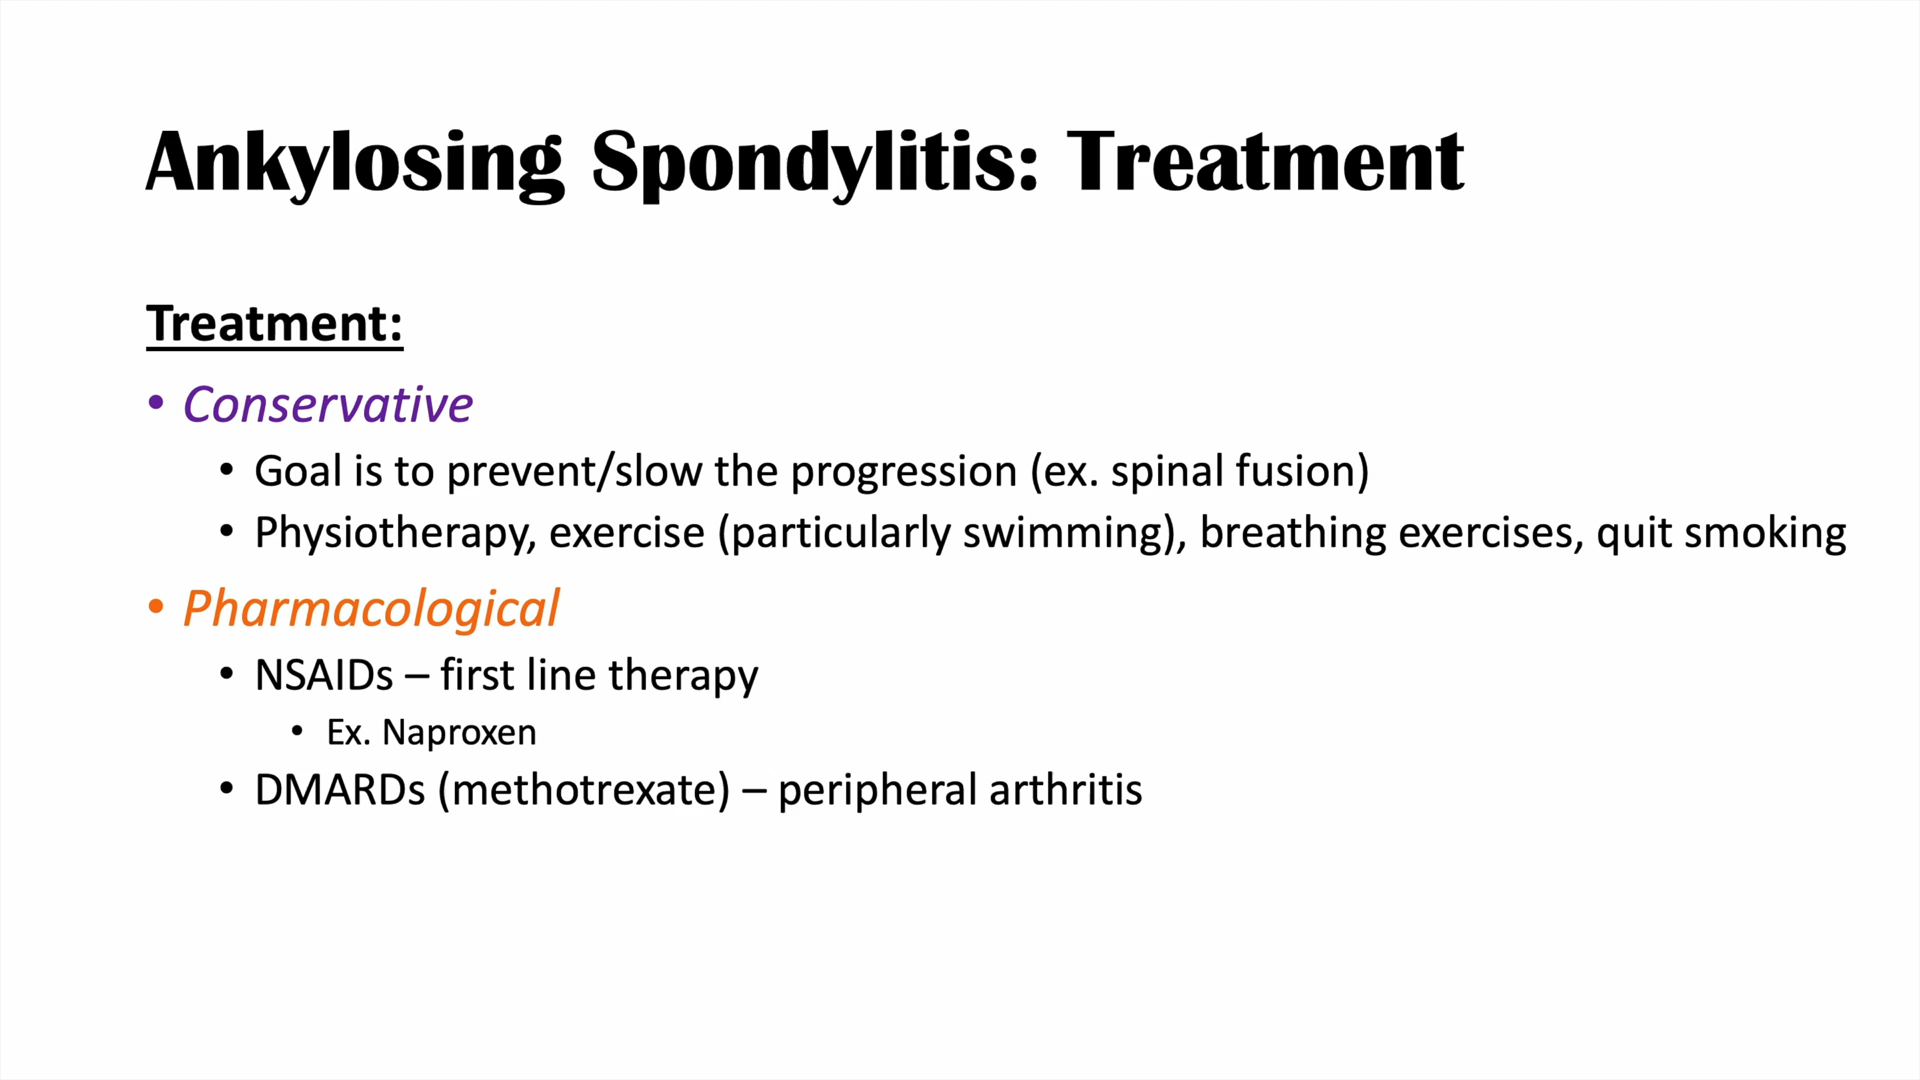 Ankylosing Spondylitis: Treatment
Treatment:
• Conservative
• Goal is to prevent/slow the progression (ex. spinal fusion)
• Physiotherapy, exercise (particularly swimming), breathing exercises, quit smoking
• Pharmacological
• NSAIDs – first line therapy
• Ex. Naproxen
• DMARDs (methotrexate) – peripheral arthritis